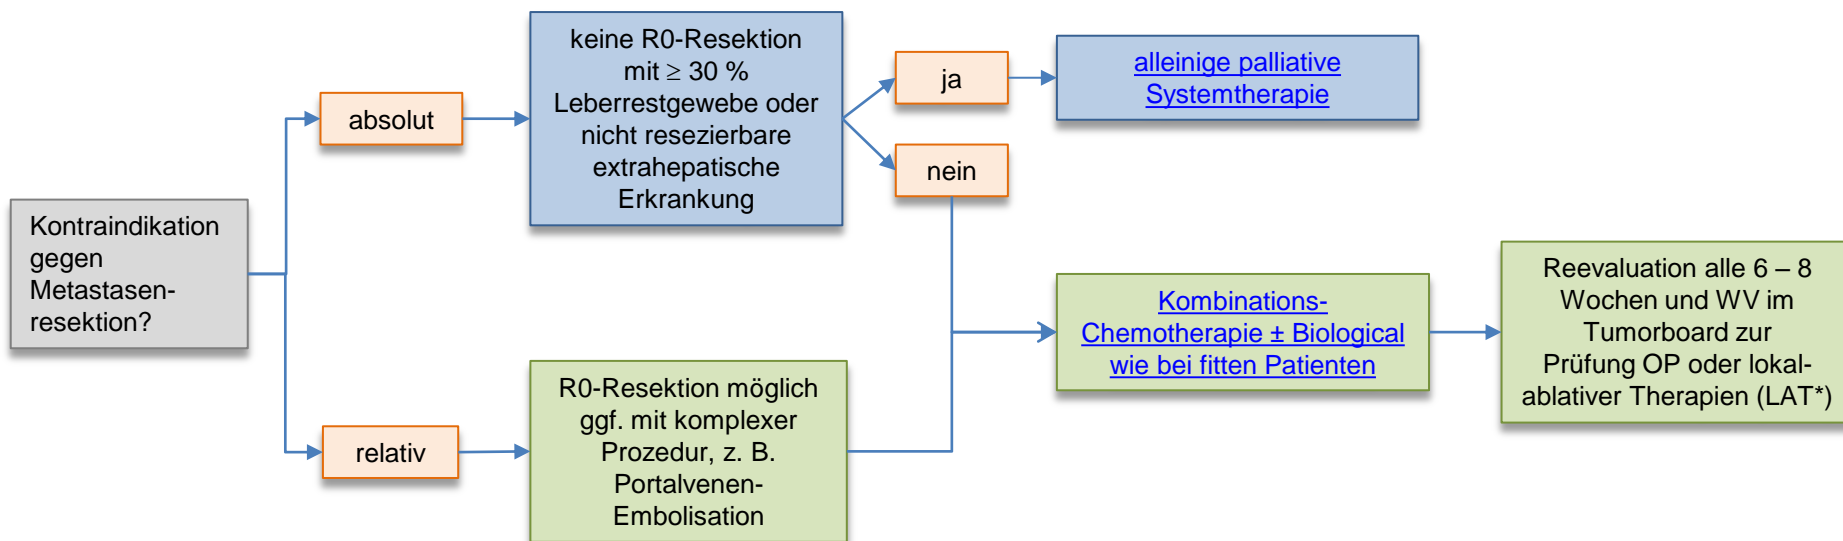 Kontraindikation
gegen
Metastasen-
resektion?
absolut
keine R0-Resektion
mit ≥ 30 %
Leberrestgewebe oder
nicht resezierbare
extrahepatische
Erkrankung
ja
alleinige palliative
Systemtherapie
nein
relativ
R0-Resektion möglich
ggf. mit komplexer
Prozedur, z. B.
Portalvenen-
Embolisation
Kombinations-
Chemotherapie ± Biological
wie bei fitten Patienten
Reevaluation alle 6 – 8
Wochen und WV im
Tumorboard zur
Prüfung OP oder lokal-
ablativer Therapien (LAT*)